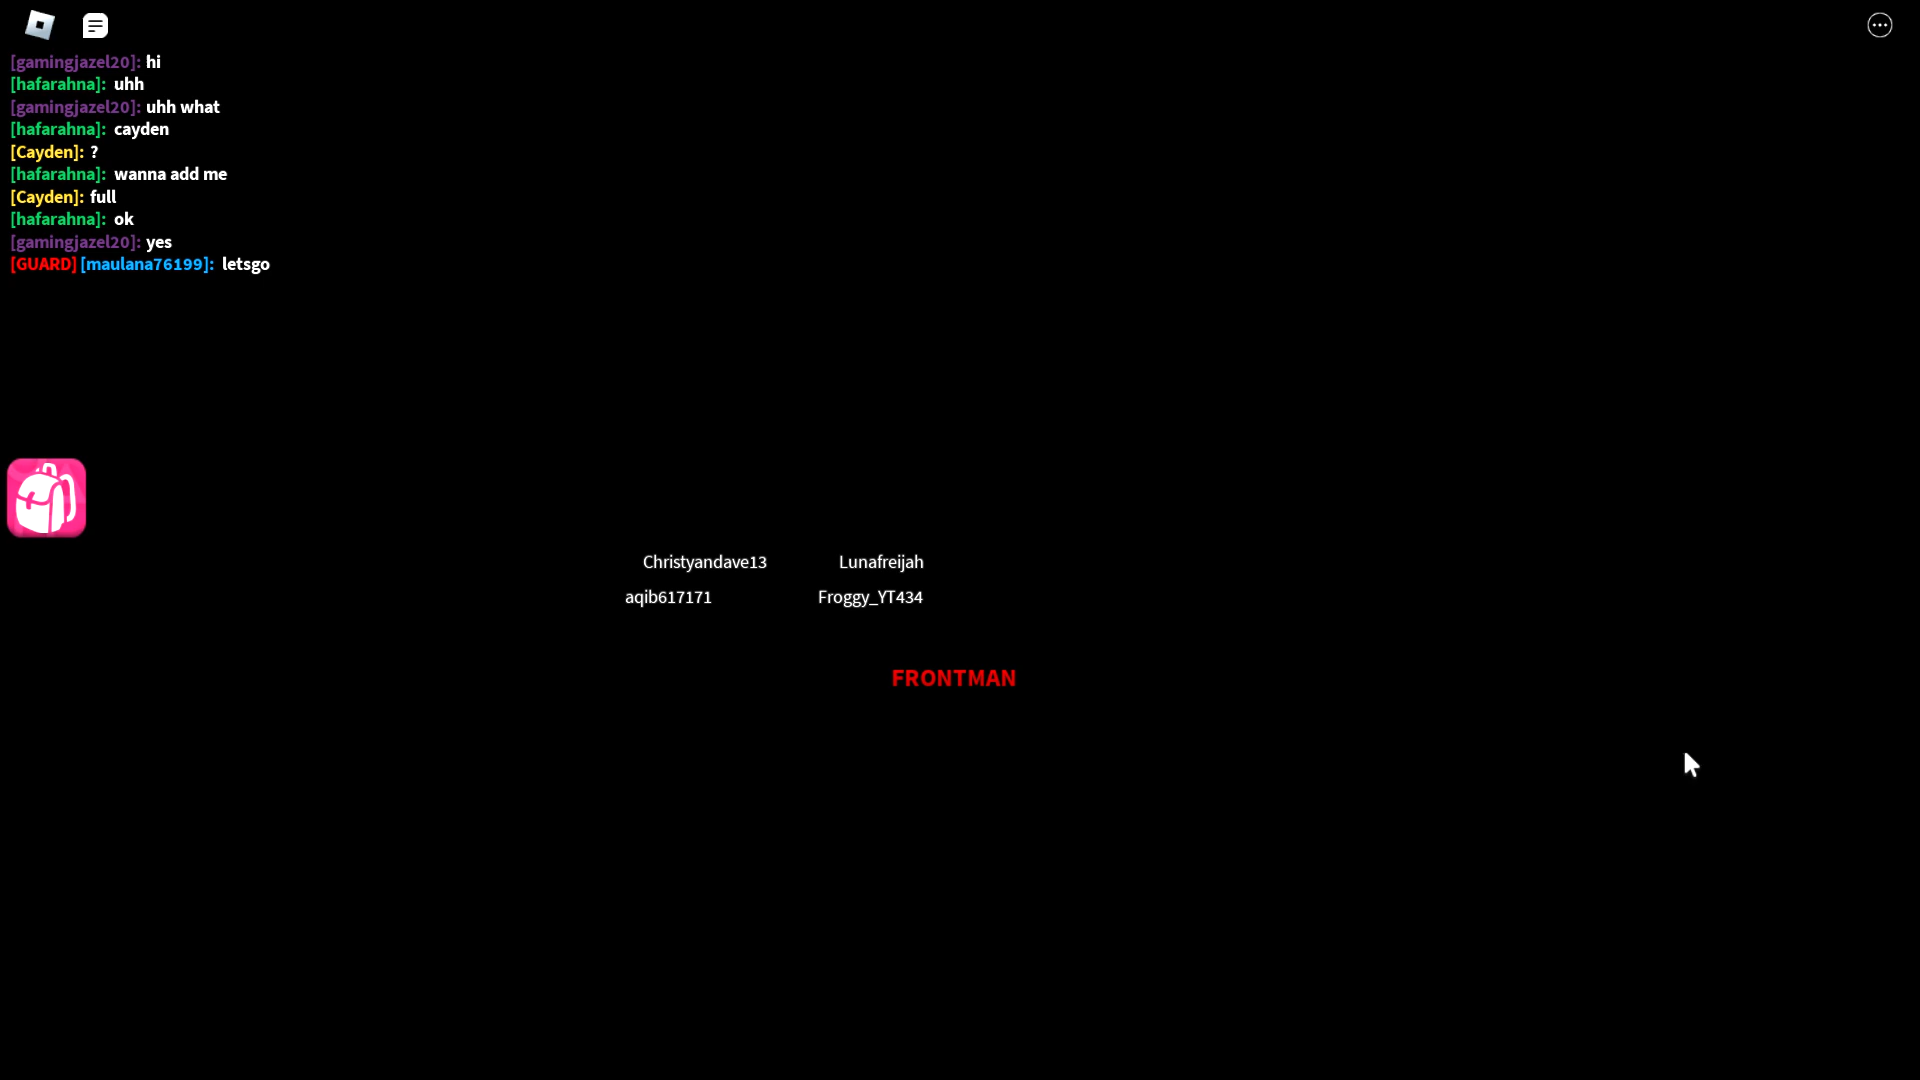 [gamingjazel20]: hi
[hafarahna]: uhh
[gamingjazel20]: uhh what
[hafarahna]: cayden
[Cayden]: ?
[hafarahna]: wanna add me
[Cayden]: full
[hafarahna]: ok
[gamingjazel20]: yes
[GUARD] [maulana76199]: letsgo
Christyandave13 Lunafreijah
aqib617171 Froggy_YT434
FRONTMAN